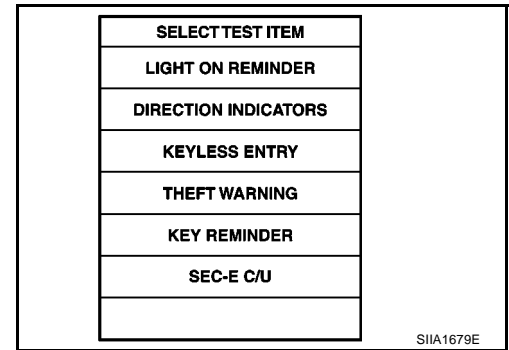 SELECT TEST ITEM
LIGHT ON REMINDER
DIRECTION INDICATORS
KEYLESS ENTRY
THEFT WARNING
KEY REMINDER
SEC-E C/U
SIIA1679E